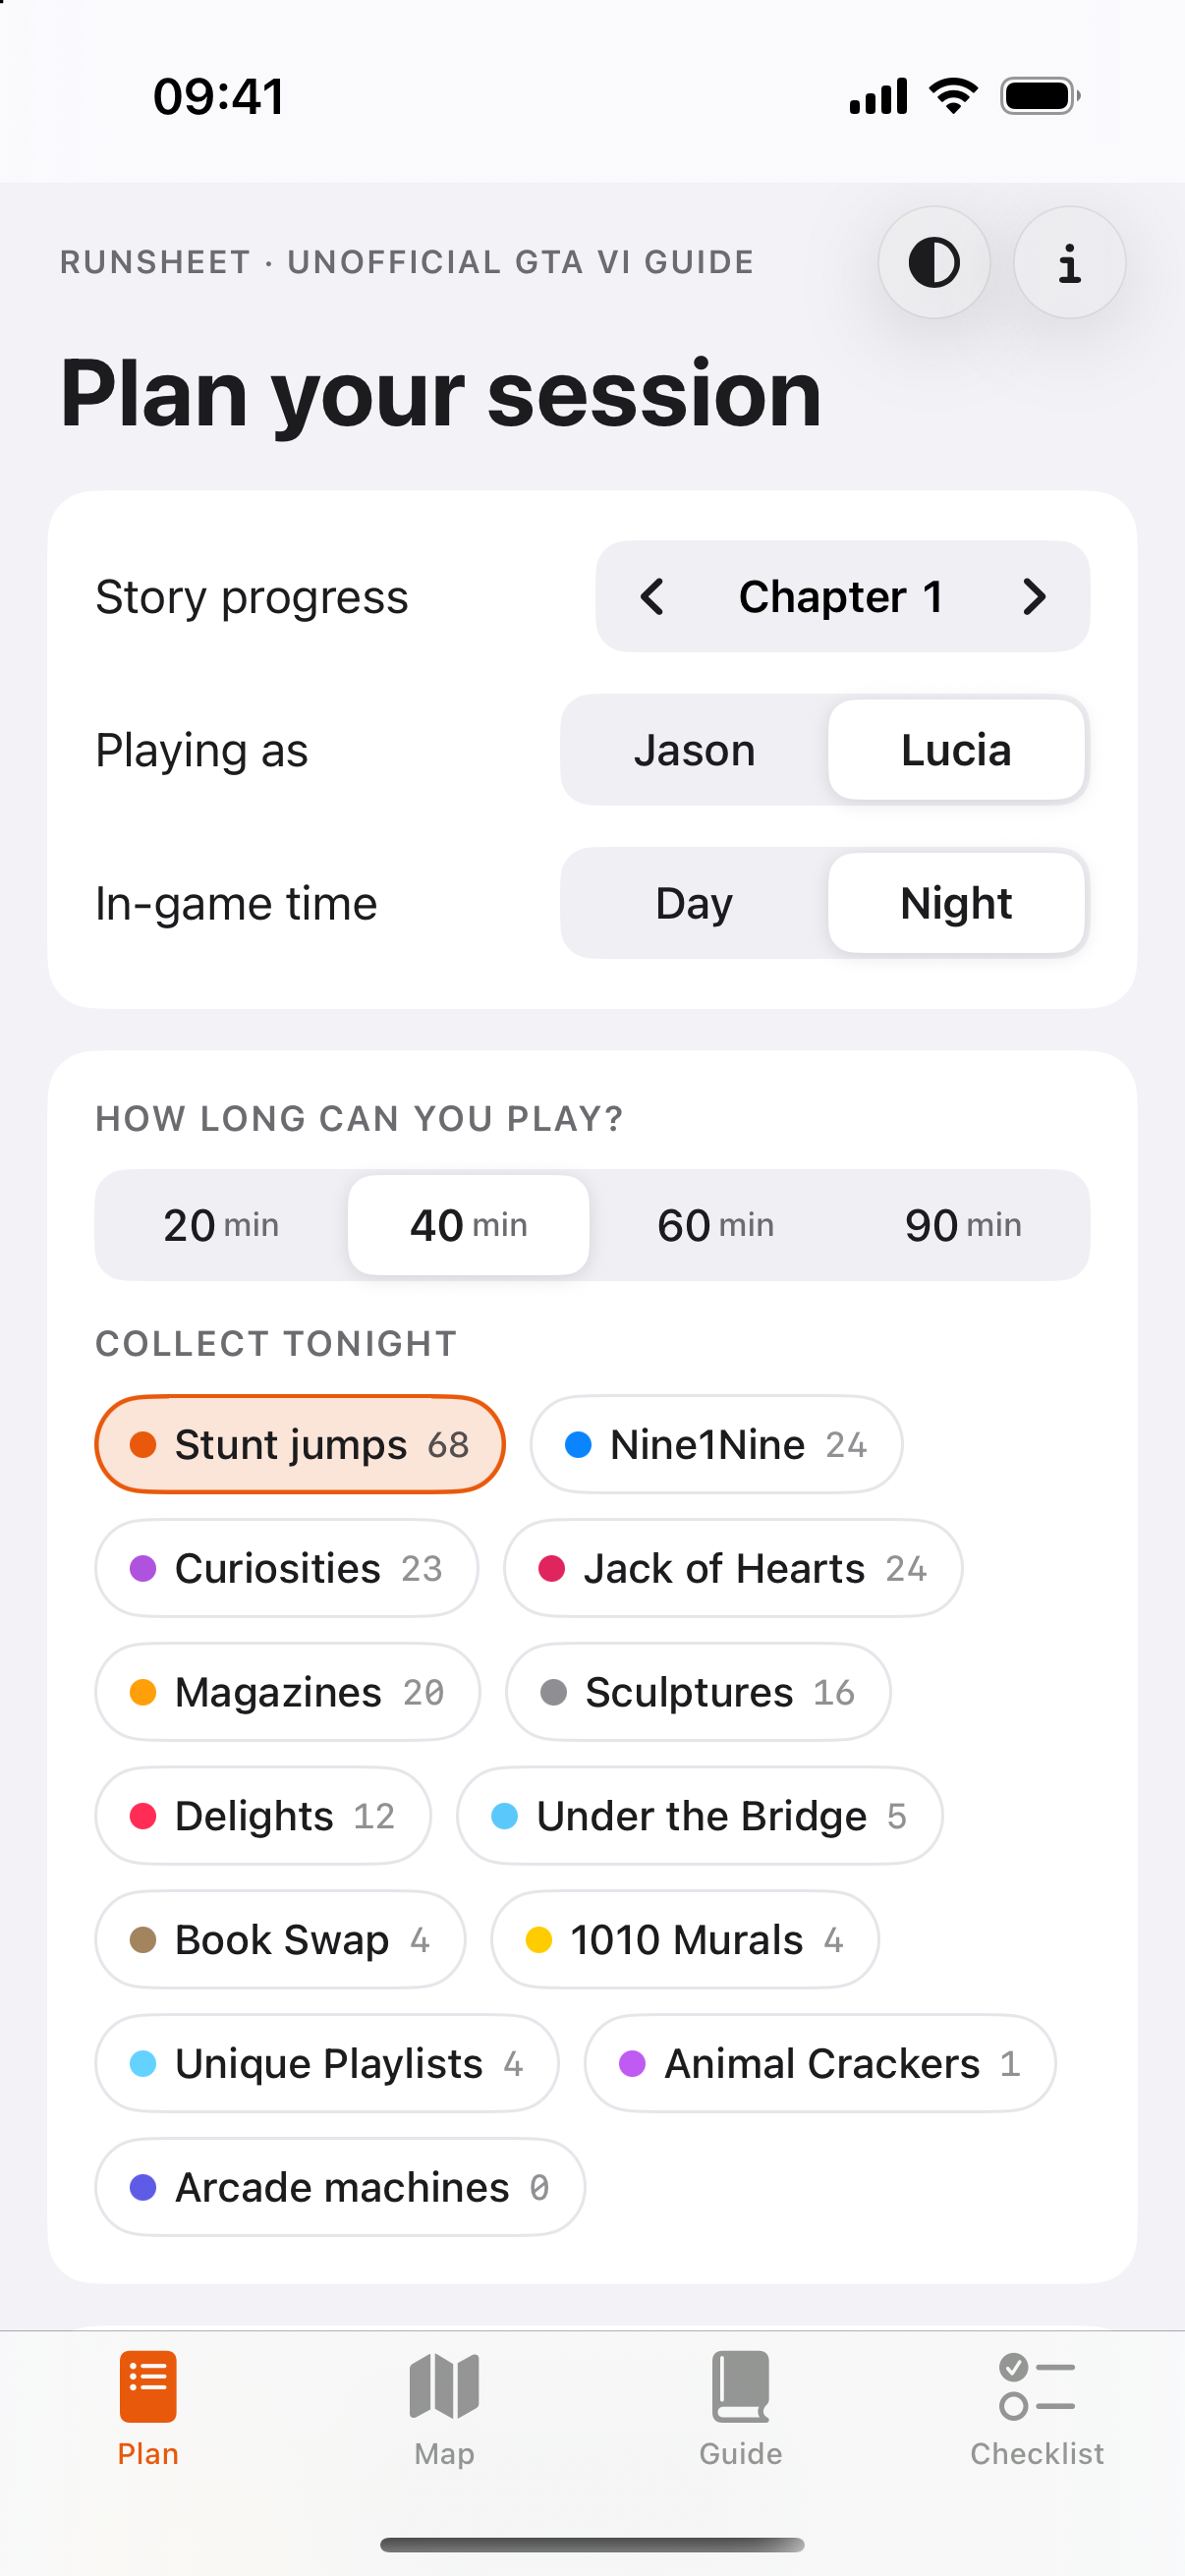 09:41
RUNSHEET · UNOFFICIAL GTA VI GUIDE
Plan your session
Story progress
Chapter 1
Playing as
Jason
Lucia
In-game time
Day
Night
HOW LONG CAN YOU PLAY?
20 min
40 min
60 min
90 min
COLLECT TONIGHT
Stunt jumps 68
Nine1Nine 24
Curiosities 23
Jack of Hearts 24
Magazines 20
Sculptures 16
Delights 12
Under the Bridge 5
Book Swap 4
1010 Murals 4
Unique Playlists 4
Animal Crackers 1
Arcade machines 0
Plan
Map
Guide
Checklist